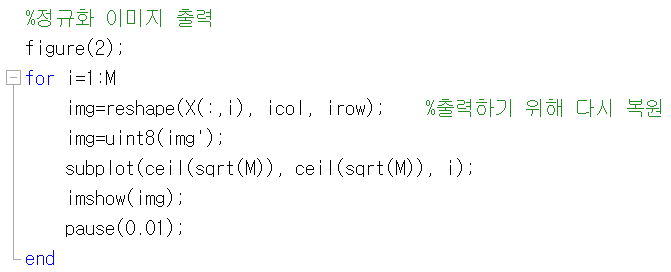 %정규화 이미지 출력
figure(2);
for i=1:M
img=reshape(X(:,i), icol, irow); %출력하기 위해 다시 복원
img=uint8(img');
subplot(ceil(sqrt(M)), ceil(sqrt(M)), i);
imshow(img);
pause(0.01);
end